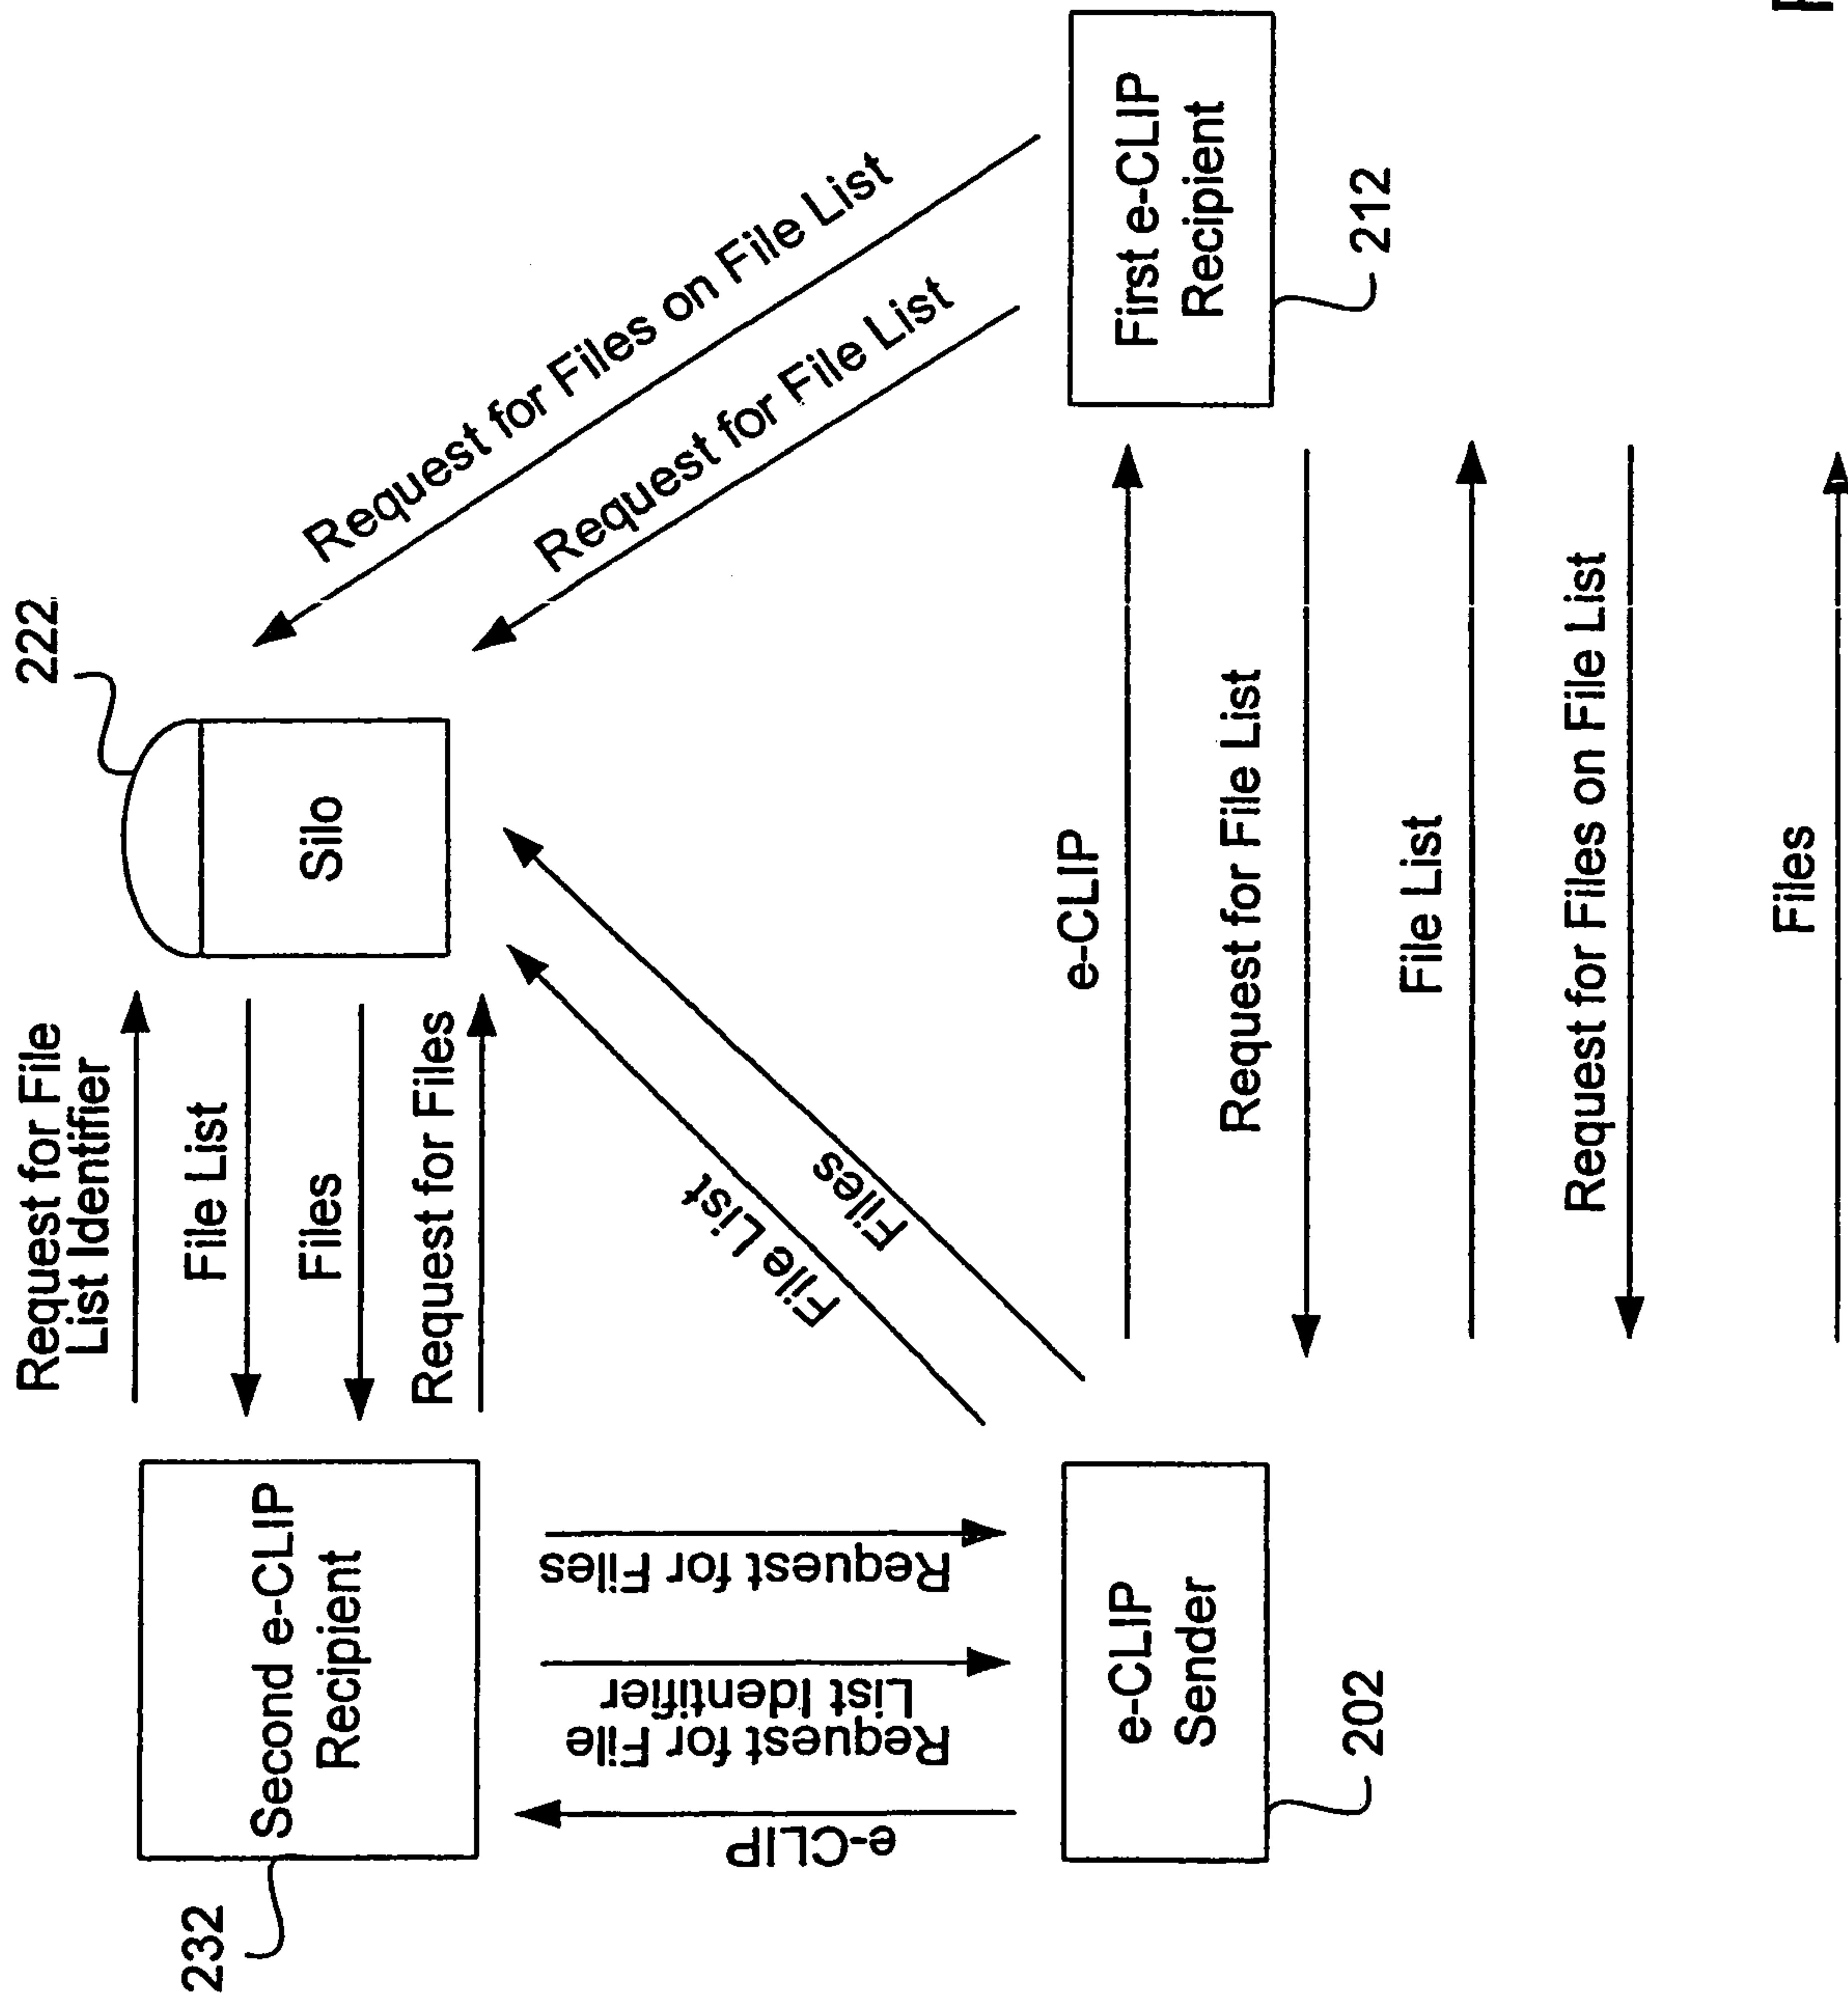 222
Request for File
List Identifier
File List
Files
Request for Files
Silo
Request for Files on File List
Request for File List
232
Second e-CLIP
Recipient
e-CLIP
Request for File
List Identifier
Request for Files
File List
Files
e-CLIP
Sender
202
First e-CLIP
Recipient
212
e-CLIP
Request for File List
File List
Request for Files on File List
Files